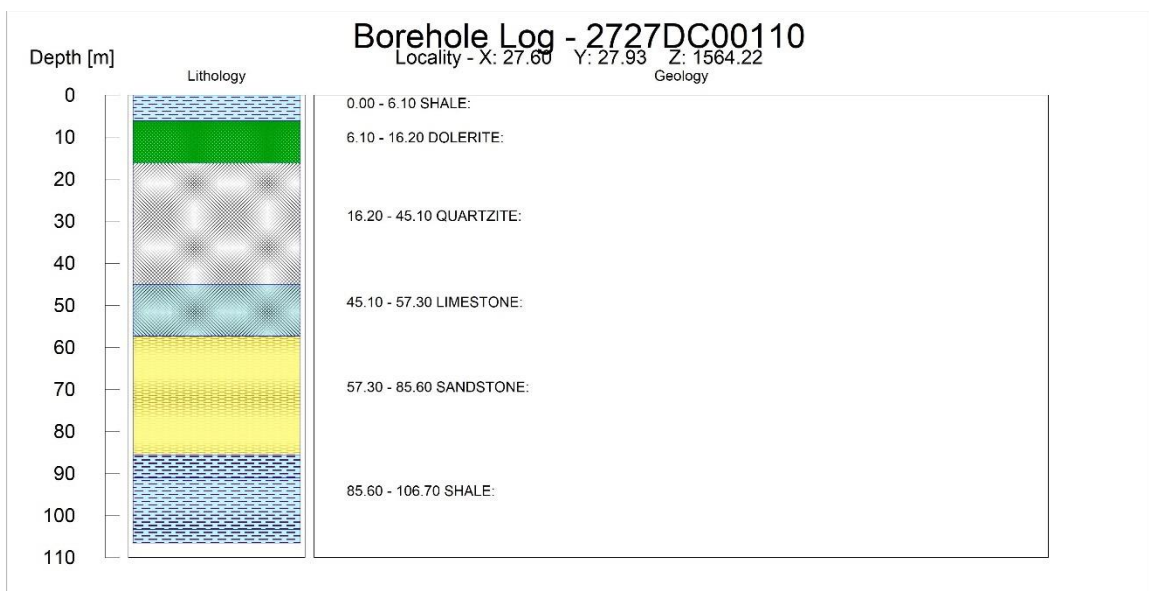 Borehole Log - 2727DC00110
Locality - X: 27.60 Y: 27.93 Z: 1564.22
Depth [m]
Lithology
Geology
0
0.00 - 6.10 SHALE:
10
6.10 - 16.20 DOLERITE:
20
30
16.20 - 45.10 QUARTZITE:
40
50
45.10 - 57.30 LIMESTONE:
60
70
57.30 - 85.60 SANDSTONE:
80
90
85.60 - 106.70 SHALE:
100
110